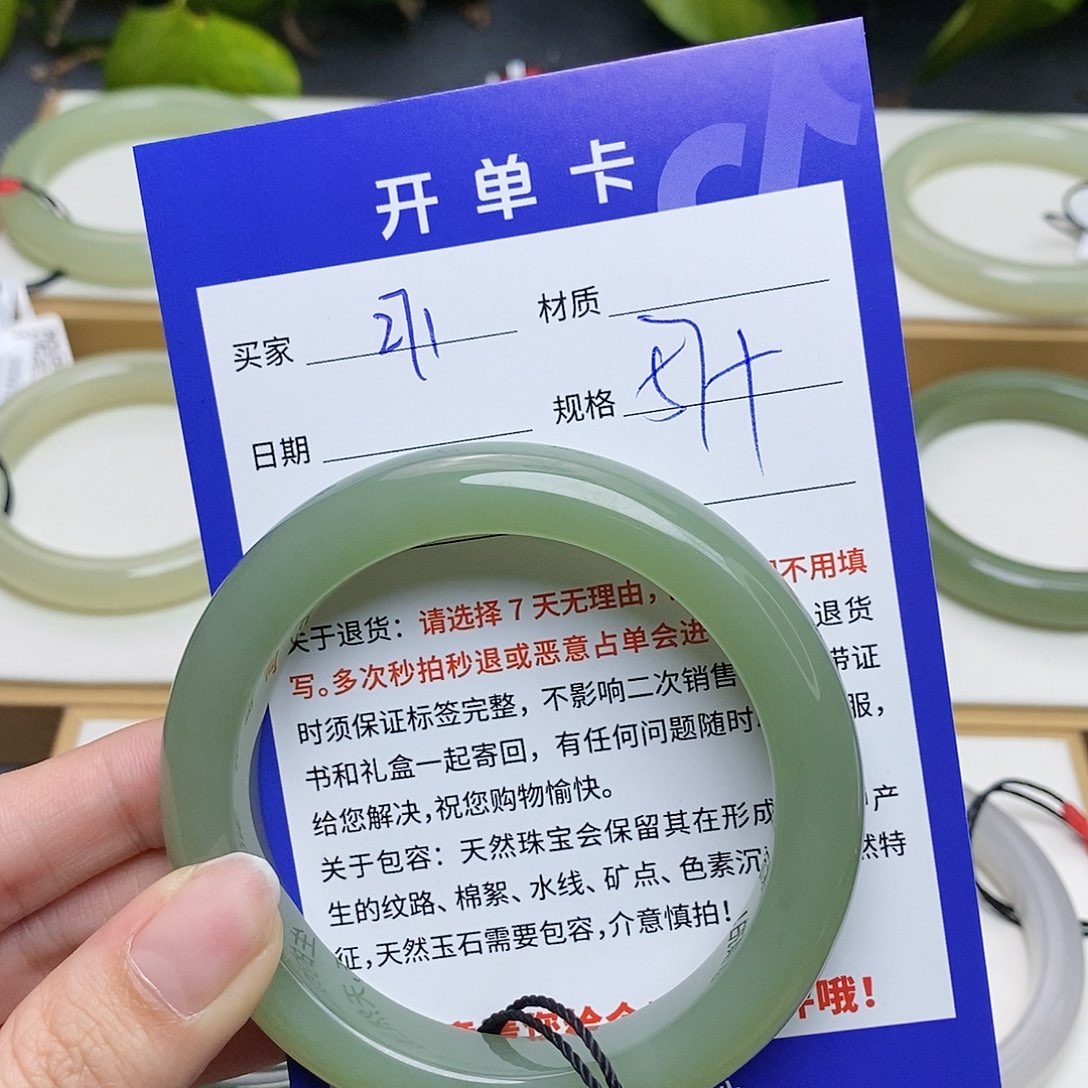 开单卡
买家 271 材质
日期 规格 57+
关于退货：请选择7天无理由，不用填
写。多次秒拍秒退或恶意占单会进 退货
时须保证标签完整，不影响二次销售 带证
书和礼盒一起寄回，有任何问题随时 服，
给您解决，祝您购物愉快。
关于包容：天然珠宝会保留其在形成 产
生的纹路、棉絮、水线、矿点、色素沉 然特
征，天然玉石需要包容，介意慎拍！
哦！